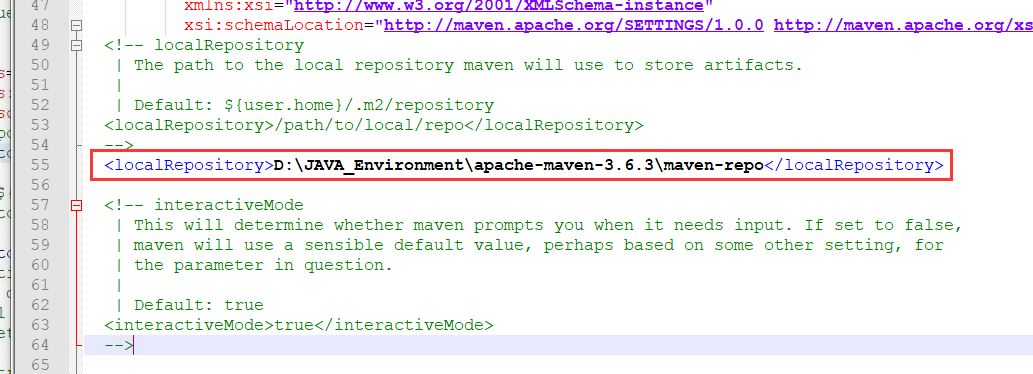 47 xmlns:xsi="http://www.w3.org/2001/XMLSchema-instance"
48 xsi:schemaLocation="http://maven.apache.org/SETTINGS/1.0.0 http://maven.apache.org/xs
49 <!-- localRepository
50 | The path to the local repository maven will use to store artifacts.
51 |
52 | Default: ${user.home}/.m2/repository
53 <localRepository>/path/to/local/repo</localRepository>
54 -->
55 <localRepository>D:\JAVA_Environment\apache-maven-3.6.3\maven-repo</localRepository>
56
57 <!-- interactiveMode
58 | This will determine whether maven prompts you when it needs input. If set to false,
59 | maven will use a sensible default value, perhaps based on some other setting, for
60 | the parameter in question.
61 |
62 | Default: true
63 <interactiveMode>true</interactiveMode>
64 -->
65